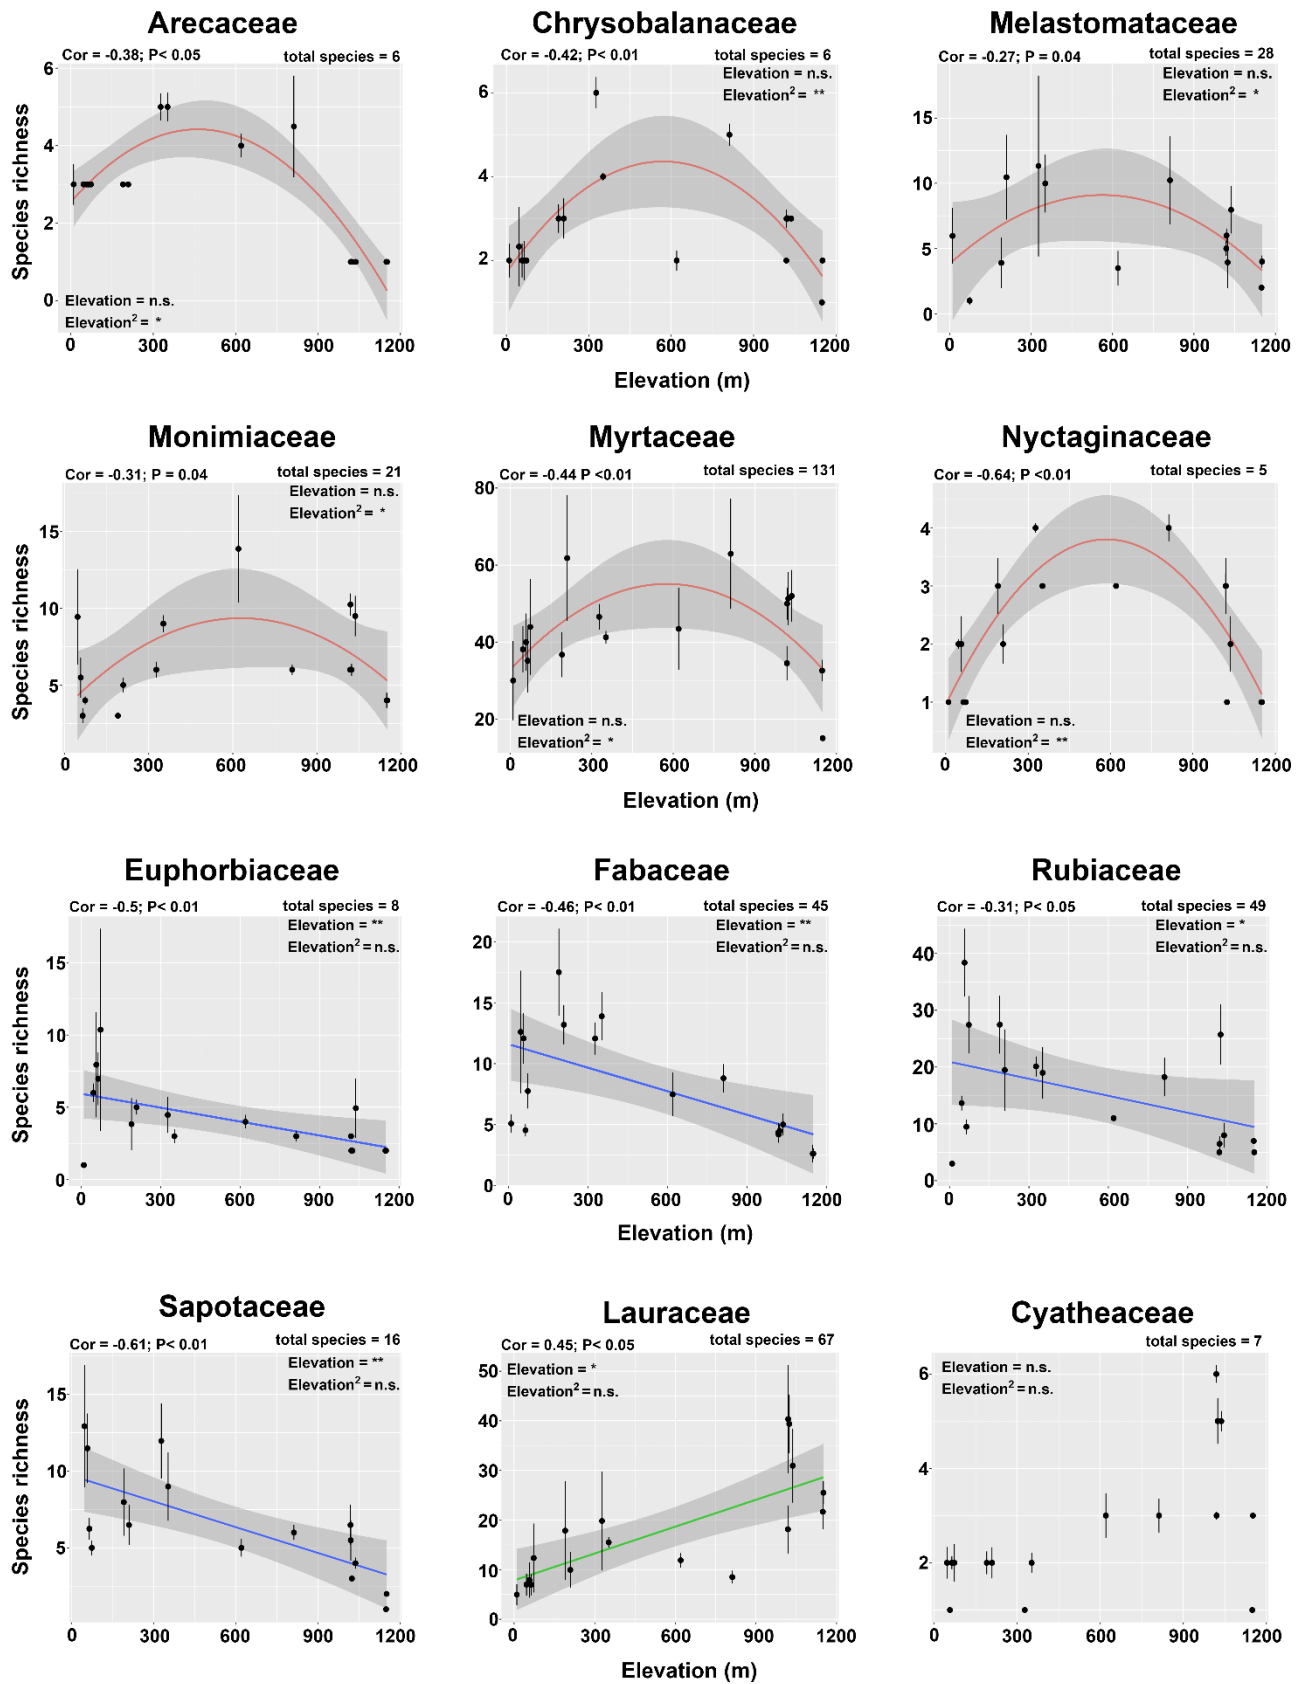 Arecaceae
Chrysobalanaceae
Melastomataceae
Cor = -0.38; P< 0.05
total species = 6
Cor = -0.42; P< 0.01
total species = 6
Cor = -0.27; P = 0.04
total species = 28
Species richness
6
4
2
0
Elevation = n.s.
Elevation² = *
0 300 600 900 1200
Elevation = n.s.
Elevation² = **
6
4
2
0 300 600 900 1200
Elevation = n.s.
Elevation² = *
15
10
5
0
0 300 600 900 1200
Elevation (m)
Monimiaceae
Myrtaceae
Nyctaginaceae
Cor = -0.31; P = 0.04
total species = 21
Cor = -0.44 P <0.01
total species = 131
Cor = -0.64; P <0.01
total species = 5
Species richness
Elevation = n.s.
Elevation² = *
15
10
5
0 300 600 900 1200
80
60
40
20
Elevation = n.s.
Elevation² = *
0 300 600 900 1200
4
3
2
1
Elevation = n.s.
Elevation² = **
0 300 600 900 1200
Elevation (m)
Euphorbiaceae
Fabaceae
Rubiaceae
Cor = -0.5; P< 0.01
total species = 8
Cor = -0.46; P< 0.01
total species = 45
Cor = -0.31; P< 0.05
total species = 49
Species richness
Elevation = **
Elevation² = n.s.
15
10
5
0
0 300 600 900 1200
Elevation = **
Elevation² = n.s.
20
15
10
5
0
0 300 600 900 1200
Elevation = *
Elevation² = n.s.
40
30
20
10
0
0 300 600 900 1200
Elevation (m)
Sapotaceae
Lauraceae
Cyatheaceae
Cor = -0.61; P< 0.01
total species = 16
Cor = 0.45; P< 0.05
total species = 67
total species = 7
Species richness
Elevation = **
Elevation² = n.s.
15
10
5
0 300 600 900 1200
Elevation = *
Elevation² = n.s.
50
40
30
20
10
0
0 300 600 900 1200
Elevation = n.s.
Elevation² = n.s.
6
4
2
0 300 600 900 1200
Elevation (m)